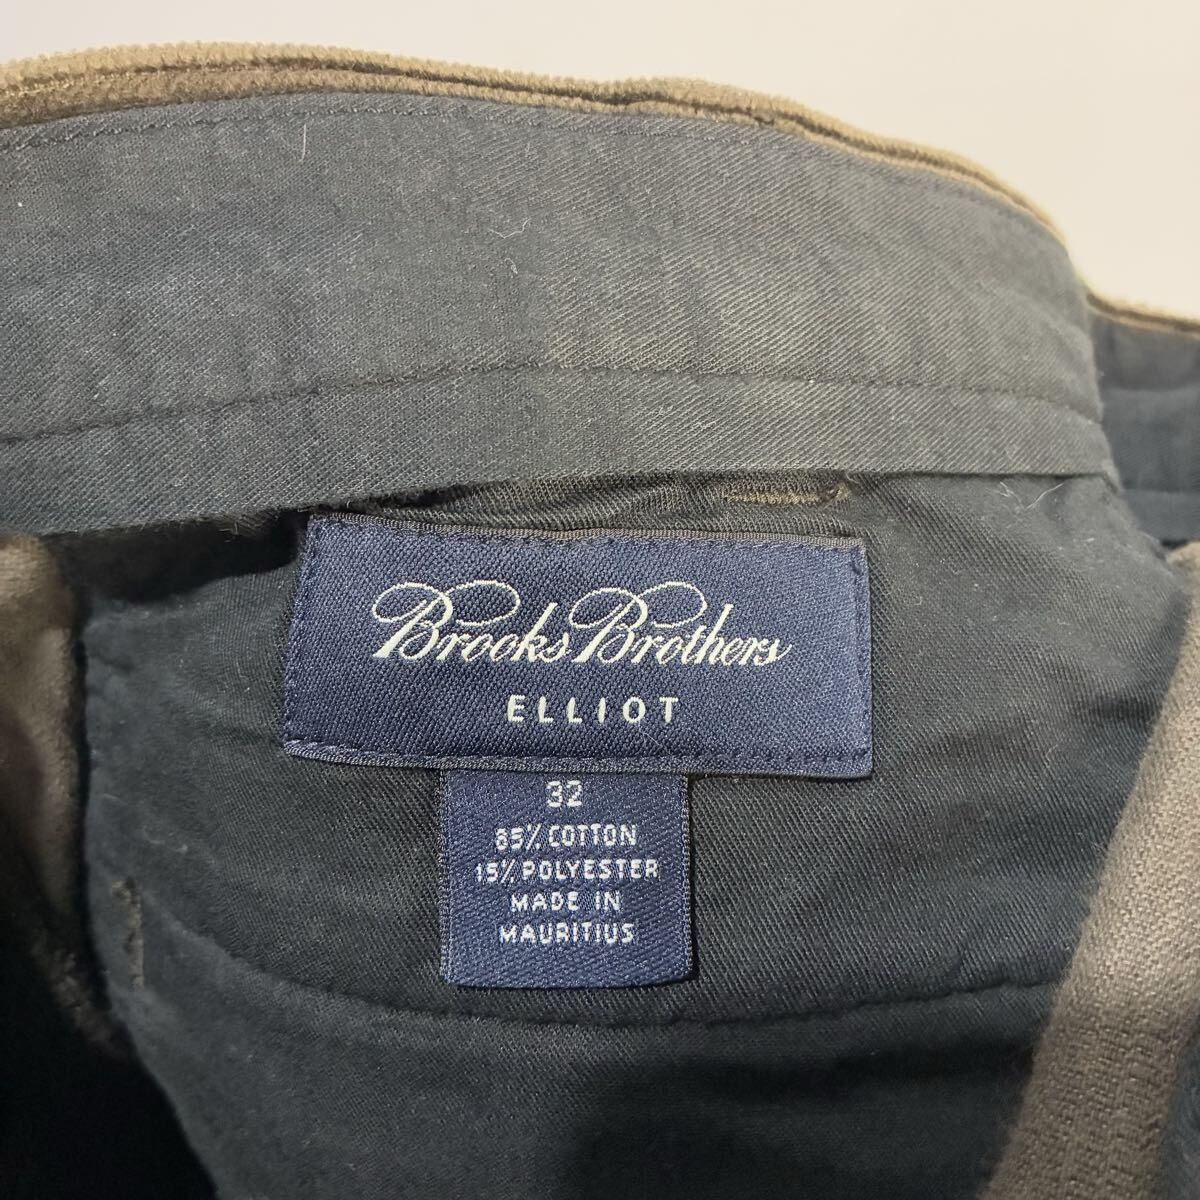 Brooks Brothers
ELLIOT
32
85% COTTON
15% POLYESTER
MADE IN
MAURITIUS